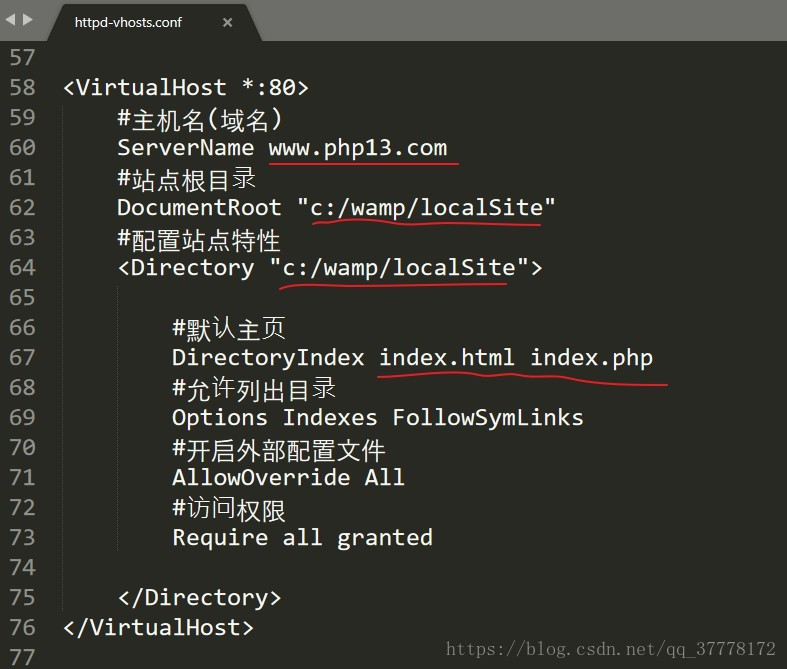 httpd-vhosts.conf ×
57
58 <VirtualHost *:80>
59 #主机名(域名)
60 ServerName www.php13.com
61 #站点根目录
62 DocumentRoot "c:/wamp/localSite"
63 #配置站点特性
64 <Directory "c:/wamp/localSite">
65
66 #默认主页
67 DirectoryIndex index.html index.php
68 #允许列出目录
69 Options Indexes FollowSymLinks
70 #开启外部配置文件
71 AllowOverride All
72 #访问权限
73 Require all granted
74
75 </Directory>
76 </VirtualHost>
77
https://blog.csdn.net/qq_37778172